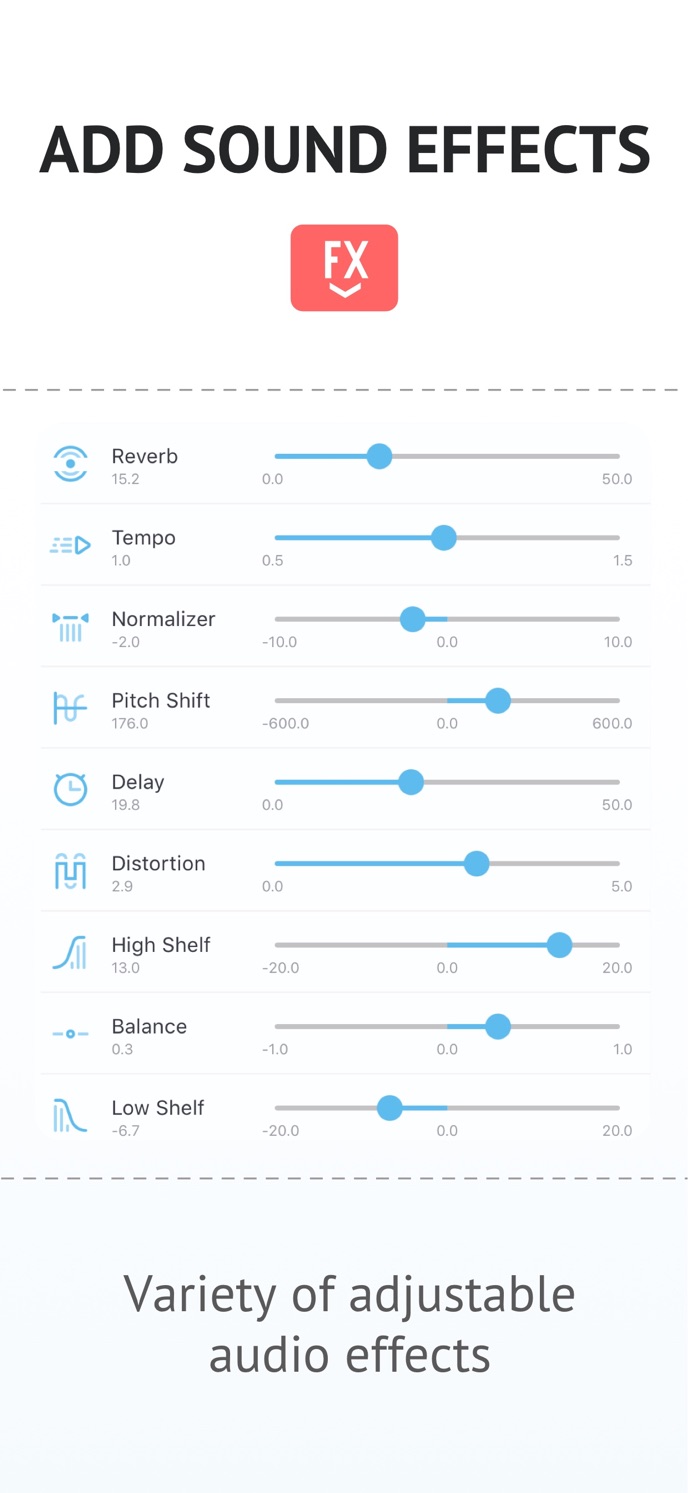 ADD SOUND EFFECTS
FX
Reverb
15.2 0.0 50.0
Tempo
1.0 0.5 1.5
Normalizer
-2.0 -10.0 0.0 10.0
Pitch Shift
176.0 -600.0 0.0 600.0
Delay
19.8 0.0 50.0
Distortion
2.9 0.0 5.0
High Shelf
13.0 -20.0 0.0 20.0
Balance
0.3 -1.0 0.0 1.0
Low Shelf
-6.7 -20.0 0.0 20.0
Variety of adjustable
audio effects